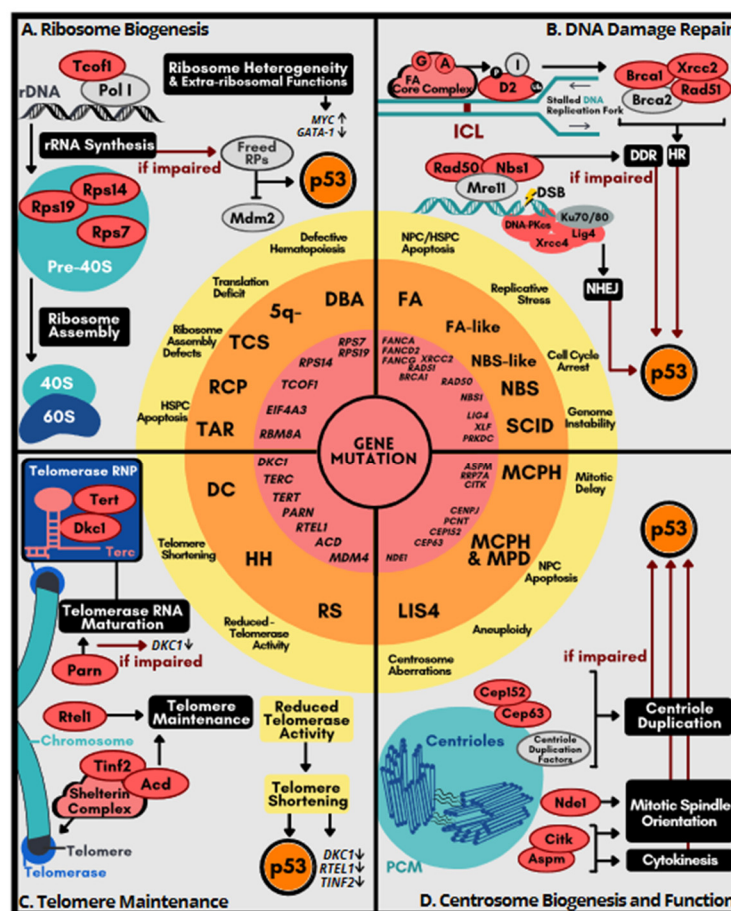 A. Ribosome Biogenesis
Tcof1
Pol I
rDNA
Ribosome Heterogeneity
& Extra-ribosomal Functions
MYC ↑
GATA-1 ↓
rRNA Synthesis
if impaired
Freed
RPs
p53
Mdm2
Rps14
Rps19
Rps7
Pre-40S
Ribosome
Assembly
40S
60S
B. DNA Damage Repair
G
A
FA
Core Complex
I
P
D2
Ub
ICL
Stalled DNA
Replication Fork
Brca1
Xrcc2
Rad51
Brca2
DDR
HR
if impaired
Rad50
Nbs1
Mre11
DSB
DNA-PKcs
Ku70/80
Lig4
Xrcc4
NHEJ
p53
Defective
Hematopoiesis
Translation
Deficit
Ribosome
Assembly
Defects
HSPC
Apoptosis
DBA
5q-
TCS
RCP
TAR
RPS7
RPS19
RPS14
TCOF1
EIF4A3
RBM8A
NPC/HSPC
Apoptosis
Replicative
Stress
Cell Cycle
Arrest
Genome
Instability
FA
FA-like
NBS-like
NBS
SCID
FANCA
FANCD2
FANCG
XRCC2
RAD51
BRCA1
RAD50
NBS1
LIG4
XLF
PRKDC
GENE
MUTATION
DKC1
TERC
TERT
PARN
RTEL1
ACD
MDM4
DC
HH
RS
Telomere
Shortening
Reduced-
Telomerase
Activity
ASPM
RRP7A
CITK
CENPJ
PCNT
CEP152
CEP63
NDE1
MCPH
MCPH
& MPD
LIS4
Mitotic
Delay
NPC
Apoptosis
Aneuploidy
Centrosome
Aberrations
Telomerase RNP
Tert
Dkc1
Terc
Telomerase RNA
Maturation
DKC1↓
if impaired
Parn
Rtel1
Telomere
Maintenance
Chromosome
Tinf2
Acd
Shelterin
Complex
Telomere
Telomerase
Reduced
Telomerase
Activity
Telomere
Shortening
p53
DKC1↓
RTEL1↓
TINF2↓
C. Telomere Maintenance
p53
if impaired
Cep152
Cep63
Centriole
Duplication
Factors
Centriole
Duplication
Centrioles
PCM
Nde1
Mitotic Spindle
Orientation
Citk
Aspm
Cytokinesis
D. Centrosome Biogenesis and Function